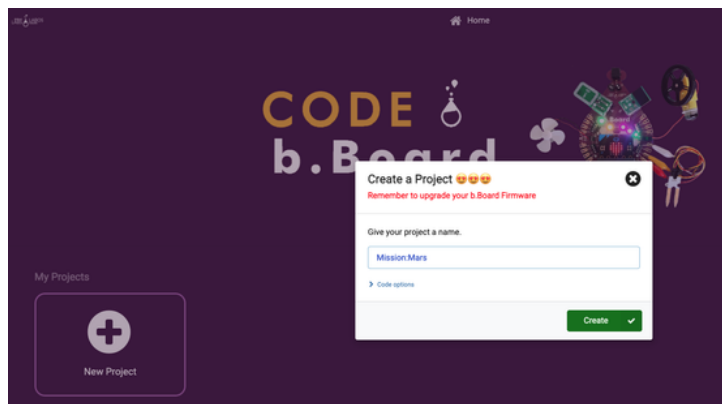 Home
CODE
b.Board
Create a Project 😍😍😍
Remember to upgrade your b.Board Firmware
Give your project a name.
Mission:Mars
Code options
Create
My Projects
New Project